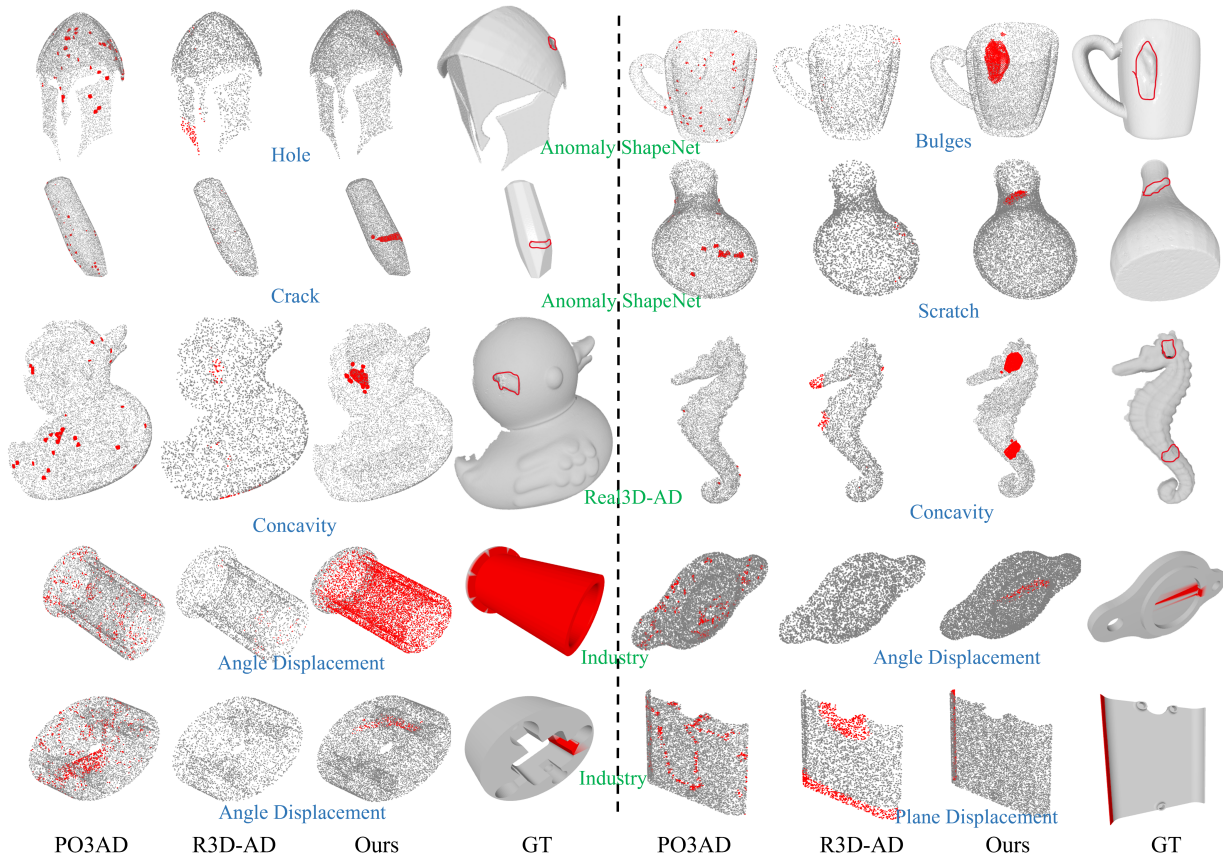 Hole
Anomaly ShapeNet
Bulges
Crack
Anomaly ShapeNet
Scratch
Concavity
Real3D-AD
Concavity
Angle Displacement
Industry
Angle Displacement
Angle Displacement
Industry
Plane Displacement
PO3AD R3D-AD Ours GT PO3AD R3D-AD Ours GT